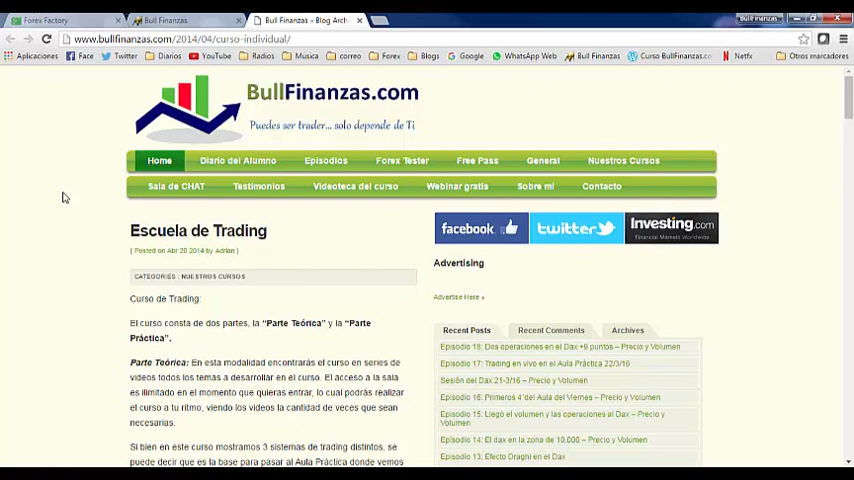 Forex Factory
Bull Finanzas
Bull Finanzas » Blog Arch
BullFinanzas
www.bullfinanzas.com/2014/04/curso-individual/
Aplicaciones
Face
Twitter
Diarios
YouTube
Radios
Musica
correo
Forex
Blogs
Google
WhatsApp Web
Bull Finanzas
Curso BullFinanzas.co
Netfx
Otros marcadores
BullFinanzas.com
Puedes ser trader... solo depende de Ti
Home
Diario del Alumno
Episodios
Forex Tester
Free Pass
General
Nuestros Cursos
Sala de CHAT
Testimonios
Videoteca del curso
Webinar gratis
Sobre mi
Contacto
Escuela de Trading
[ Posted on Abr 20 2014 by Adrian ]
CATEGORIES : NUESTROS CURSOS
Curso de Trading:
El curso consta de dos partes, la “Parte Teórica” y la “Parte
Práctica”.
Parte Teórica: En esta modalidad encontrarás el curso en series de
videos todos los temas a desarrollar en el curso. El acceso a la sala
es ilimitado en el momento que quieras entrar, lo cual podrás realizar
el curso a tu ritmo, viendo los videos la cantidad de veces que sean
necesarias.
Si bien en este curso mostramos 3 sistemas de trading distintos, se
puede decir que es la base para pasar al Aula Práctica donde vemos
facebook
twitter
Investing.com
Financial Markets Worldwide
Advertising
Advertise Here »
Recent Posts
Recent Comments
Archives
Episodio 18: Dos operaciones en el Dax +9 puntos – Precio y Volumen
Episodio 17: Trading en vivo en el Aula Práctica 22/3/16
Sesión del Dax 21-3/16 – Precio y Volumen
Episodio 16: Primeros 4´del Aula del Viernes – Precio y Volumen
Episodio 15: Llegó el volumen y las operaciones al Dax – Precio y
Volumen
Episodio 14: El dax en la zona de 10.000 – Precio y Volumen
Episodio 13: Efecto Draghi en el Dax